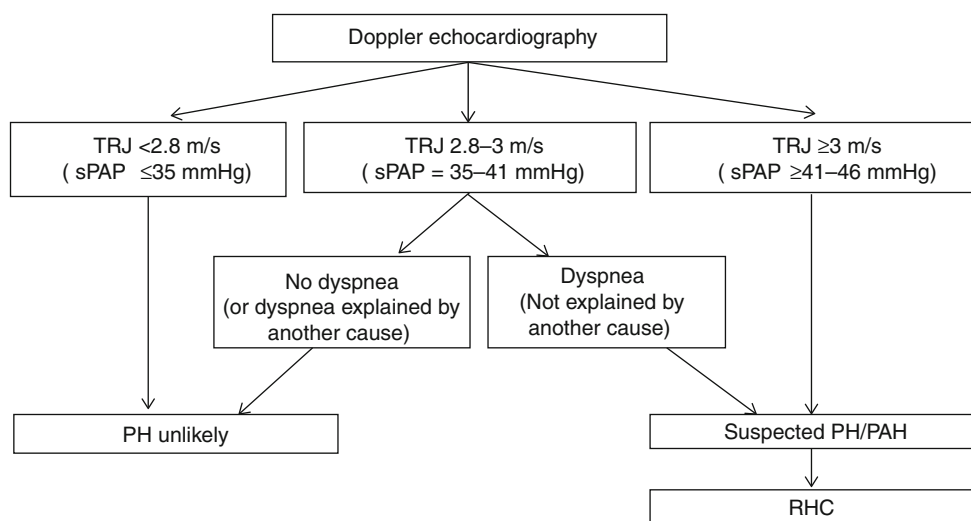 Doppler echocardiography
TRJ <2.8 m/s
( sPAP ≤35 mmHg)
TRJ 2.8–3 m/s
( sPAP = 35–41 mmHg)
TRJ ≥3 m/s
( sPAP ≥41–46 mmHg)
No dyspnea
(or dyspnea explained by
another cause)
Dyspnea
(Not explained by
another cause)
PH unlikely
Suspected PH/PAH
RHC